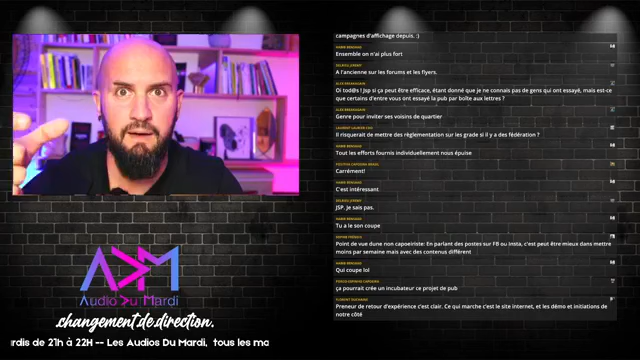 campagnes d'affichage depuis. :)
Ensemble on n'ai plus fort
A l'ancienne sur les forums et les flyers.
Oi tod@s ! Jsp si ça peut être efficace, étant donné que je ne connais pas de gens qui ont essayé, mais est-ce
que certains d'entre vous ont essayé la pub par boîte aux lettres ?
Genre pour inviter ses voisins de quartier
Il risquerait de mettre des réglementation sur les grade si il y a des fédération ?
Tout les efforts fournis individuellement nous épuise
Carrément!
C'est intéressant
JSP. Je sais pas.
Tu a le son coupe
Point de vue dune non capoeiriste: En parlant des postes sur FB ou Insta, c'est peut être mieux dans mettre
moins par semaine mais avec des contenus différent
Qui coupe lol
ça pourrait crée un incubateur ce projet de pub
Preneur de retour d'expérience c'est clair. Ce qui marche c'est le site internet, et les démo et initiations de
notre côté
ADM
Audio Du Mardi
.changement.de.direction.
ardis de 21h à 22H -- Les Audios Du Mardi, tous les ma